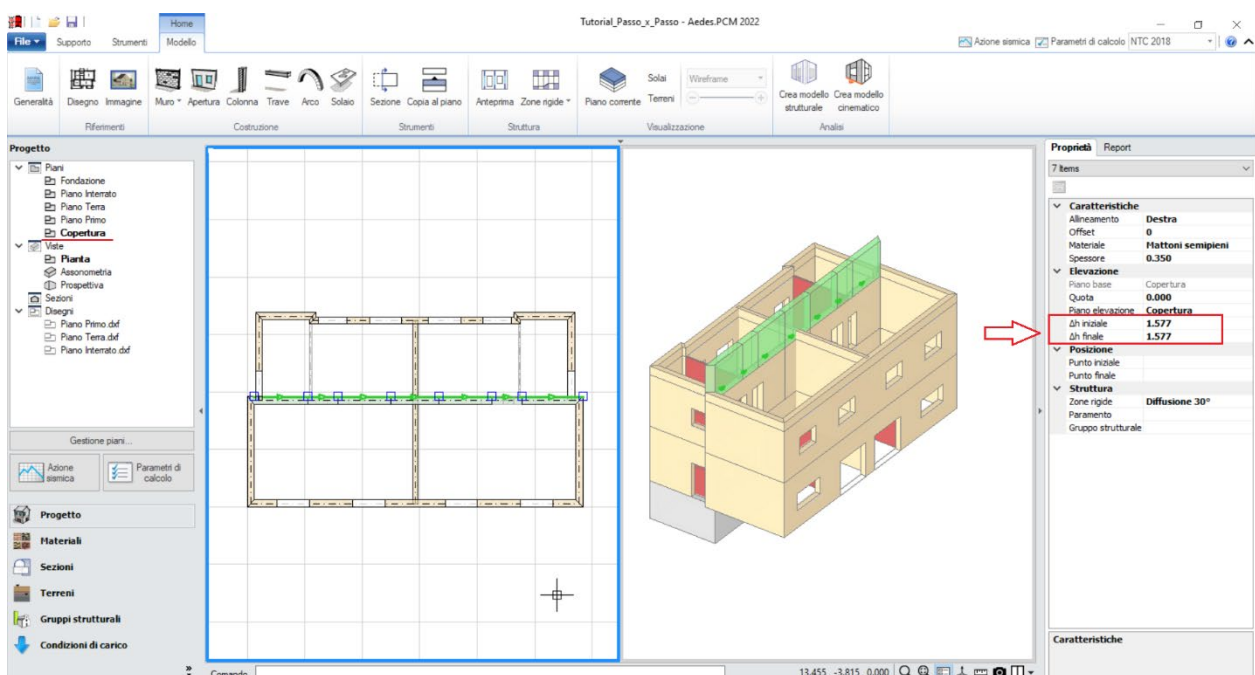 Tutorial_Passo_x_Passo - Aedes.PCM 2022
Home
File Supporto Strumenti Modello
Azione sismica Parametri di calcolo NTC 2018
Generalità Disegno Immagine Muro Apertura Colonna Trave Arco Solaio Sezione Copia al piano Anteprima Zone rigide Piano corrente
Solai Wireframe
Terreni
Crea modello strutturale
Crea modello cinematico
Riferimenti Costruzione Strumenti Struttura Visualizzazione Analisi
Progetto
Piani
Fondazione
Piano Interrato
Piano Terra
Piano Primo
Copertura
Viste
Pianta
Assonometria
Prospettiva
Sezioni
Disegni
Piano Primo.dxf
Piano Terra.dxf
Piano Interrato.dxf
Gestione piani...
Azione sismica
Parametri di calcolo
Progetto
Materiali
Sezioni
Terreni
Gruppi strutturali
Condizioni di carico
Comando
13.455 -3.815 0.000
Proprietà Report
7 Items
Caratteristiche
Allineamento Destra
Offset 0
Materiale Mattoni semipieni
Spessore 0.350
Elevazione
Piano base Copertura
Quota 0.000
Piano elevazione Copertura
Δh iniziale 1.577
Δh finale 1.577
Posizione
Punto iniziale
Punto finale
Struttura
Zone rigide Diffusione 30°
Paramento
Gruppo strutturale
Caratteristiche